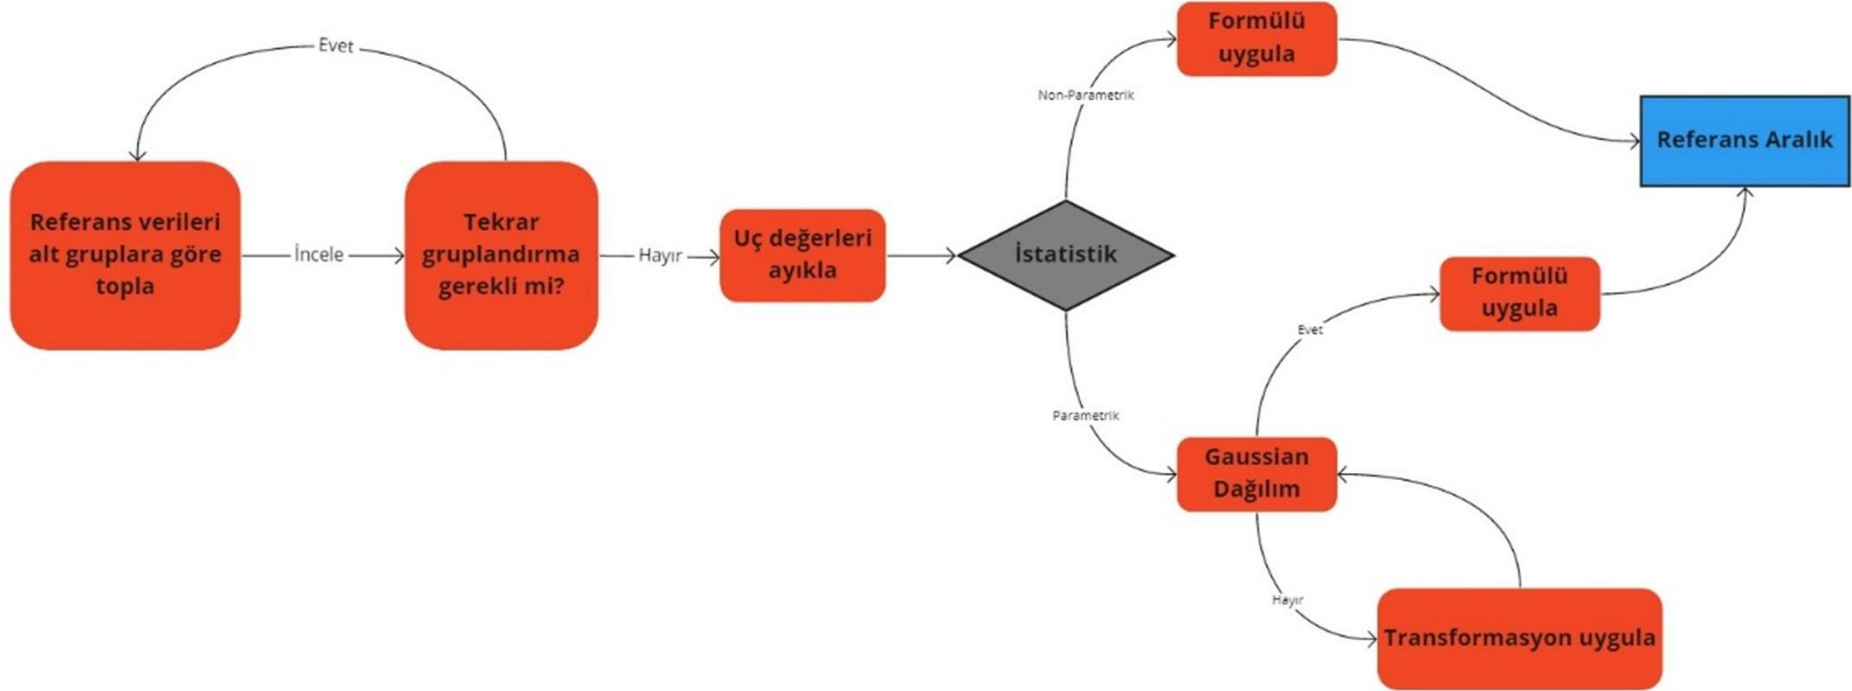 Evet
Referans verileri
alt gruplara göre
topla
İncele
Tekrar
gruplandırma
gerekli mi?
Hayır
Uç değerleri
ayıkla
İstatistik
Non-Parametrik
Formülü
uygula
Referans Aralık
Parametrik
Gaussian
Dağılım
Evet
Formülü
uygula
Hayır
Transformasyon uygula